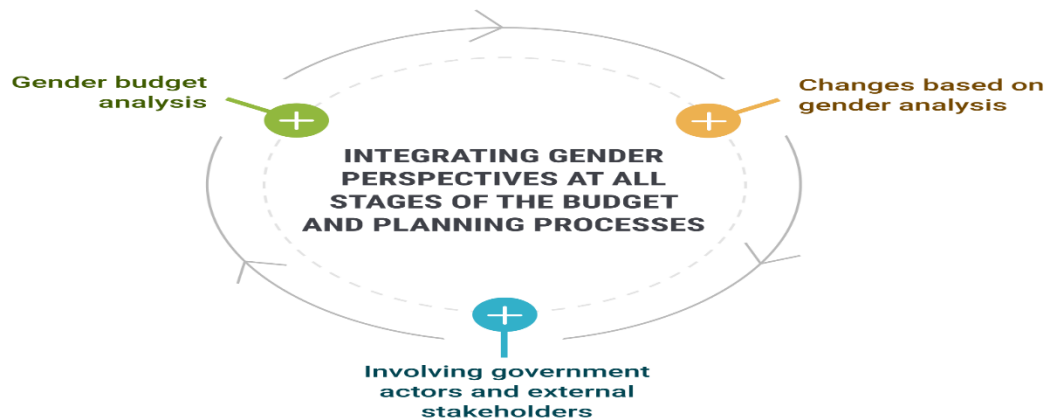 Gender budget
analysis
Changes based on
gender analysis
INTEGRATING GENDER
PERSPECTIVES AT ALL
STAGES OF THE BUDGET
AND PLANNING PROCESSES
Involving government
actors and external
stakeholders